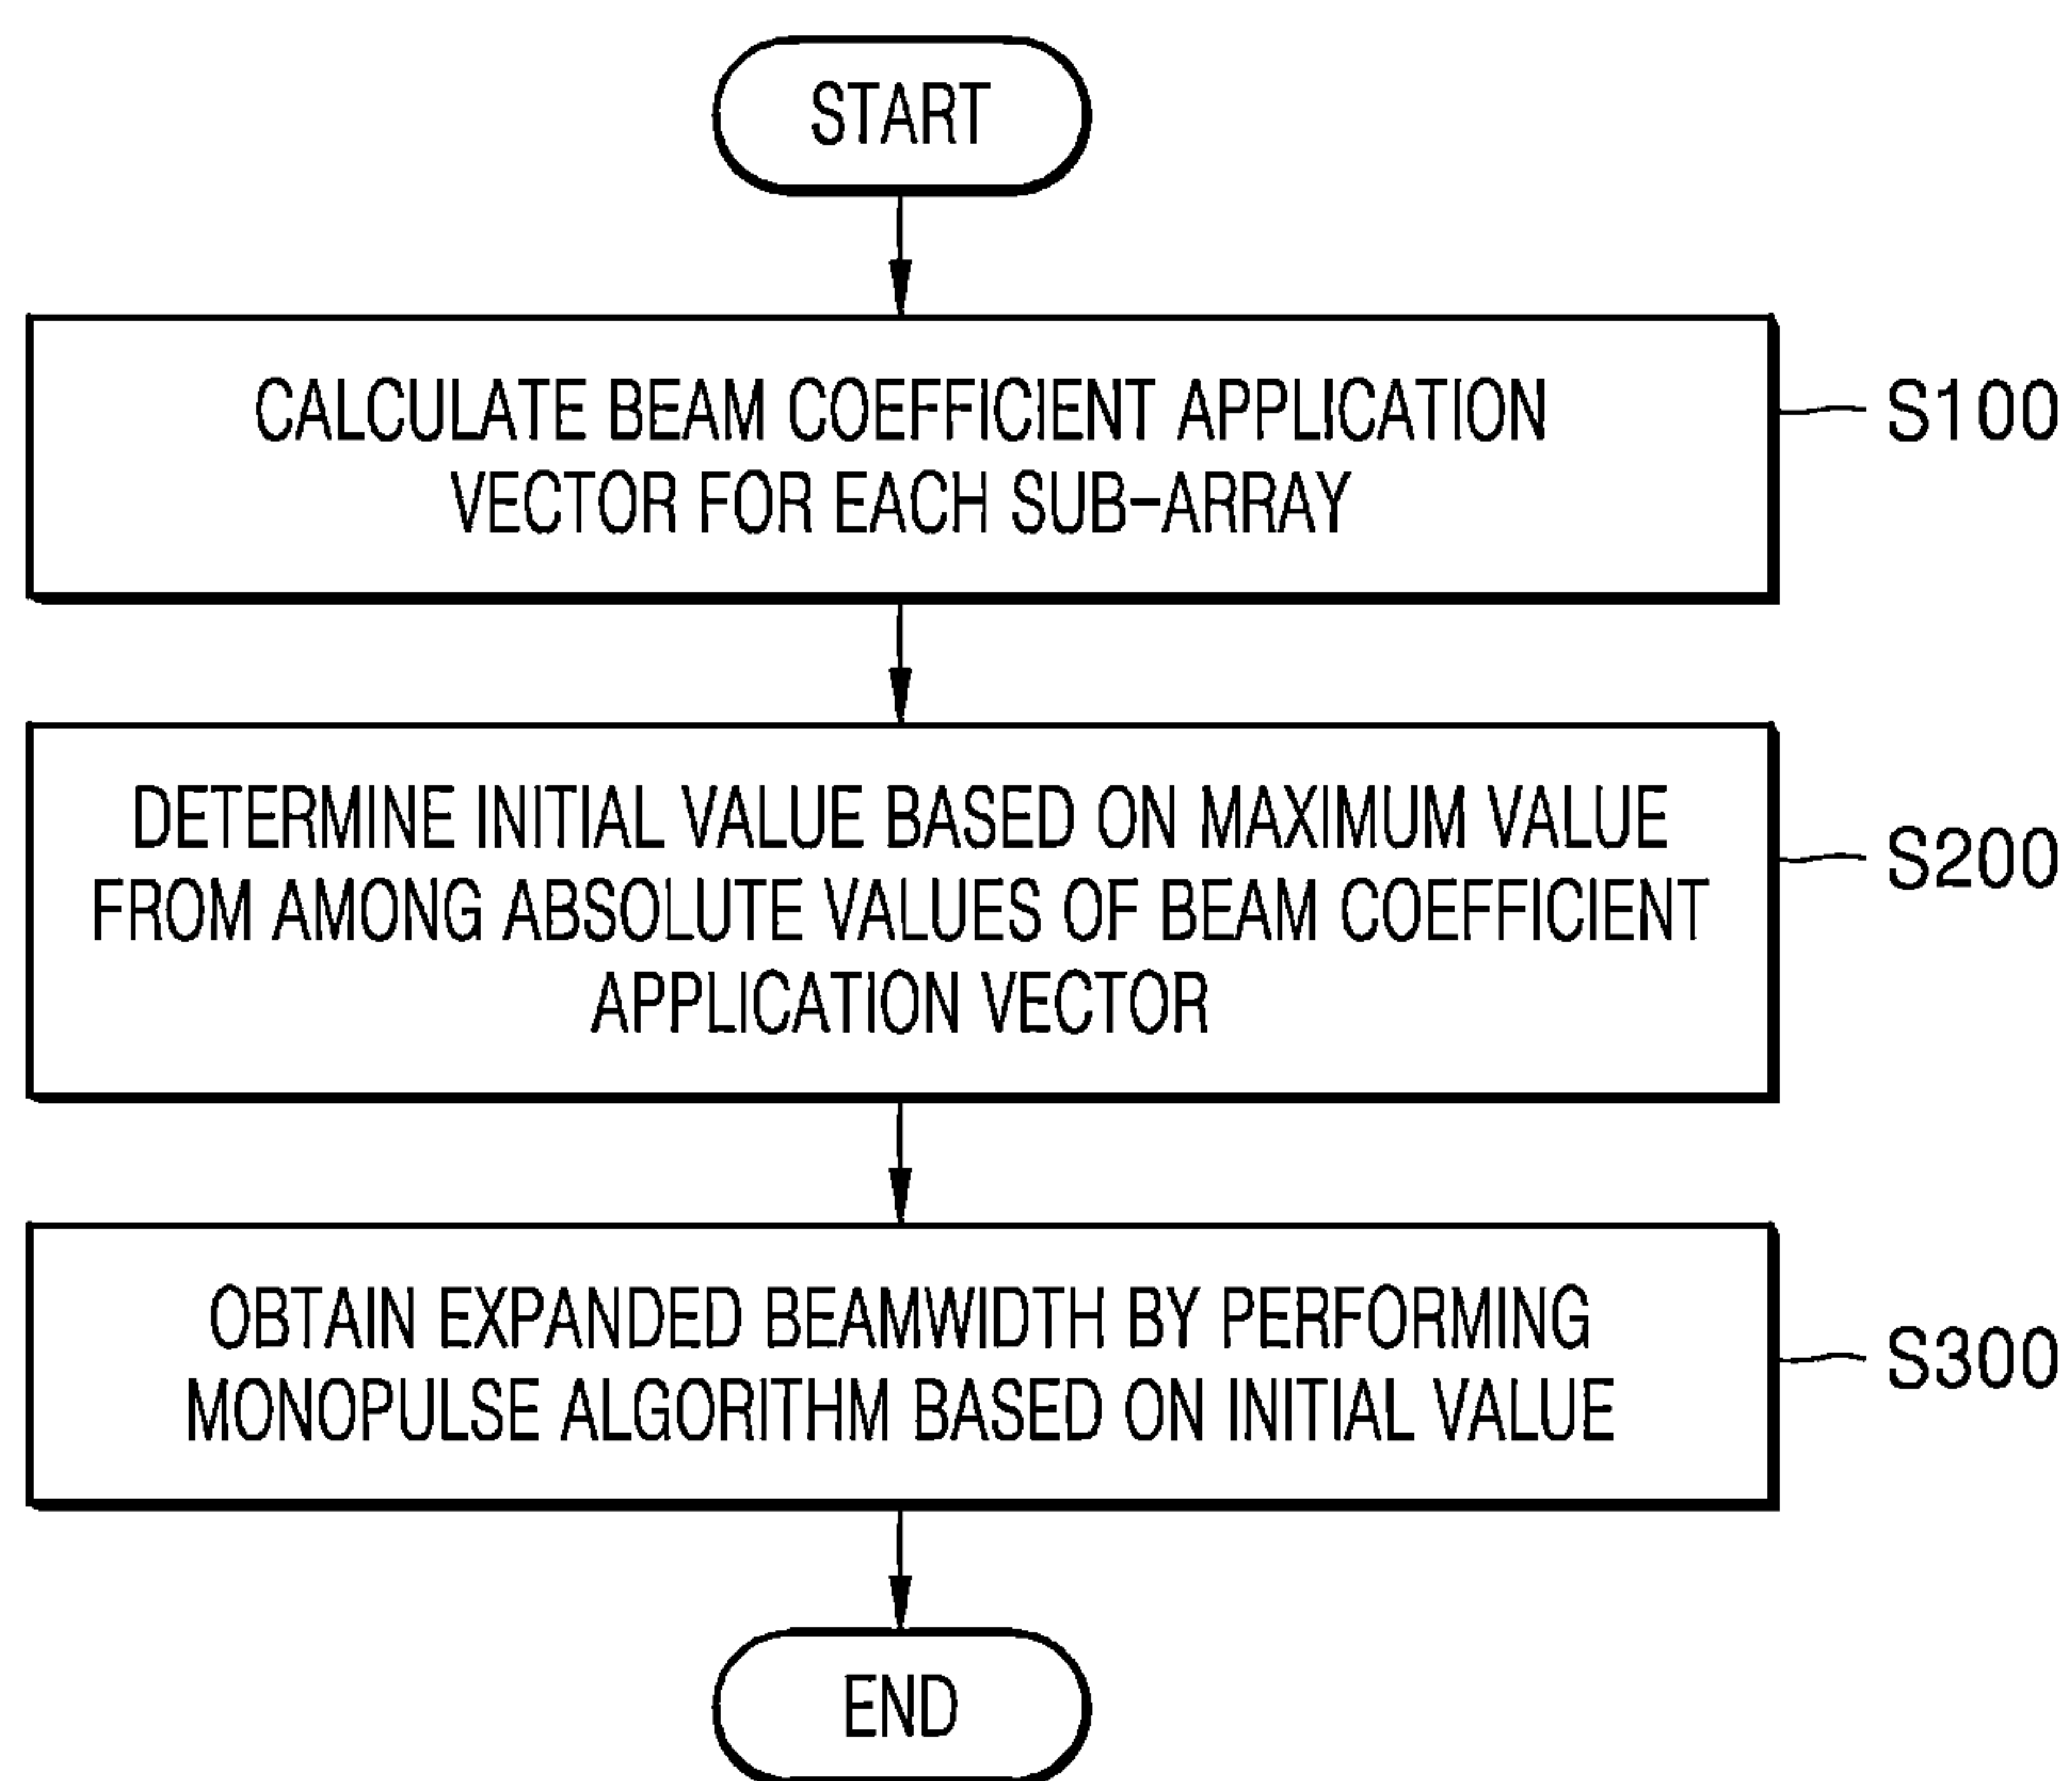 START
CALCULATE BEAM COEFFICIENT APPLICATION
VECTOR FOR EACH SUB-ARRAY
S100
DETERMINE INITIAL VALUE BASED ON MAXIMUM VALUE
FROM AMONG ABSOLUTE VALUES OF BEAM COEFFICIENT
APPLICATION VECTOR
S200
OBTAIN EXPANDED BEAMWIDTH BY PERFORMING
MONOPULSE ALGORITHM BASED ON INITIAL VALUE
S300
END